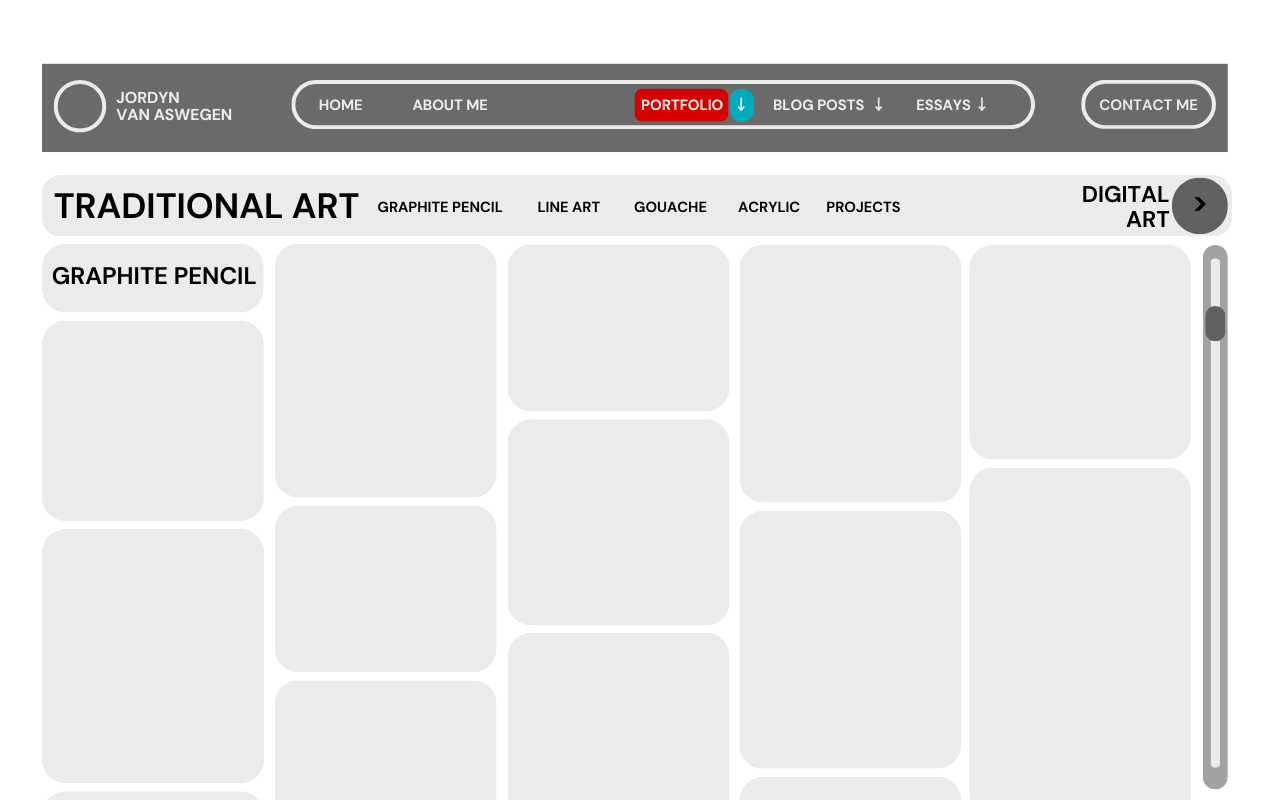 JORDYN
VAN ASWEGEN
HOME
ABOUT ME
PORTFOLIO ↓
BLOG POSTS ↓
ESSAYS ↓
CONTACT ME
TRADITIONAL ART
GRAPHITE PENCIL
LINE ART
GOUACHE
ACRYLIC
PROJECTS
DIGITAL
ART
>
GRAPHITE PENCIL